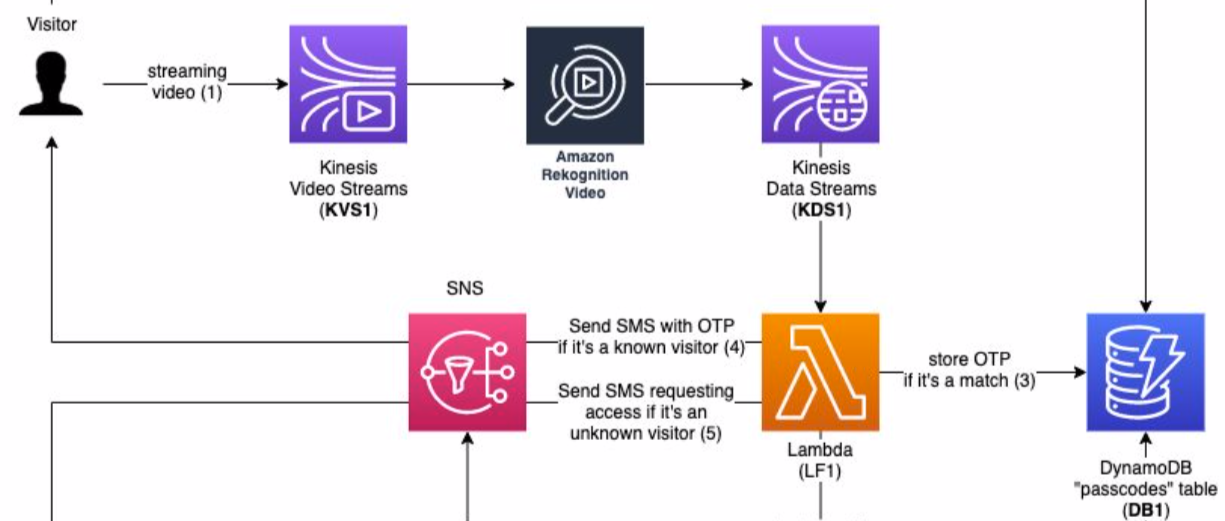 Visitor
streaming
video (1)
Kinesis
Video Streams
(KVS1)
Amazon
Rekognition
Video
Kinesis
Data Streams
(KDS1)
SNS
Send SMS with OTP
if it's a known visitor (4)
Send SMS requesting
access if it's an
unknown visitor (5)
Lambda
(LF1)
store OTP
if it's a match (3)
DynamoDB
"passcodes" table
(DB1)